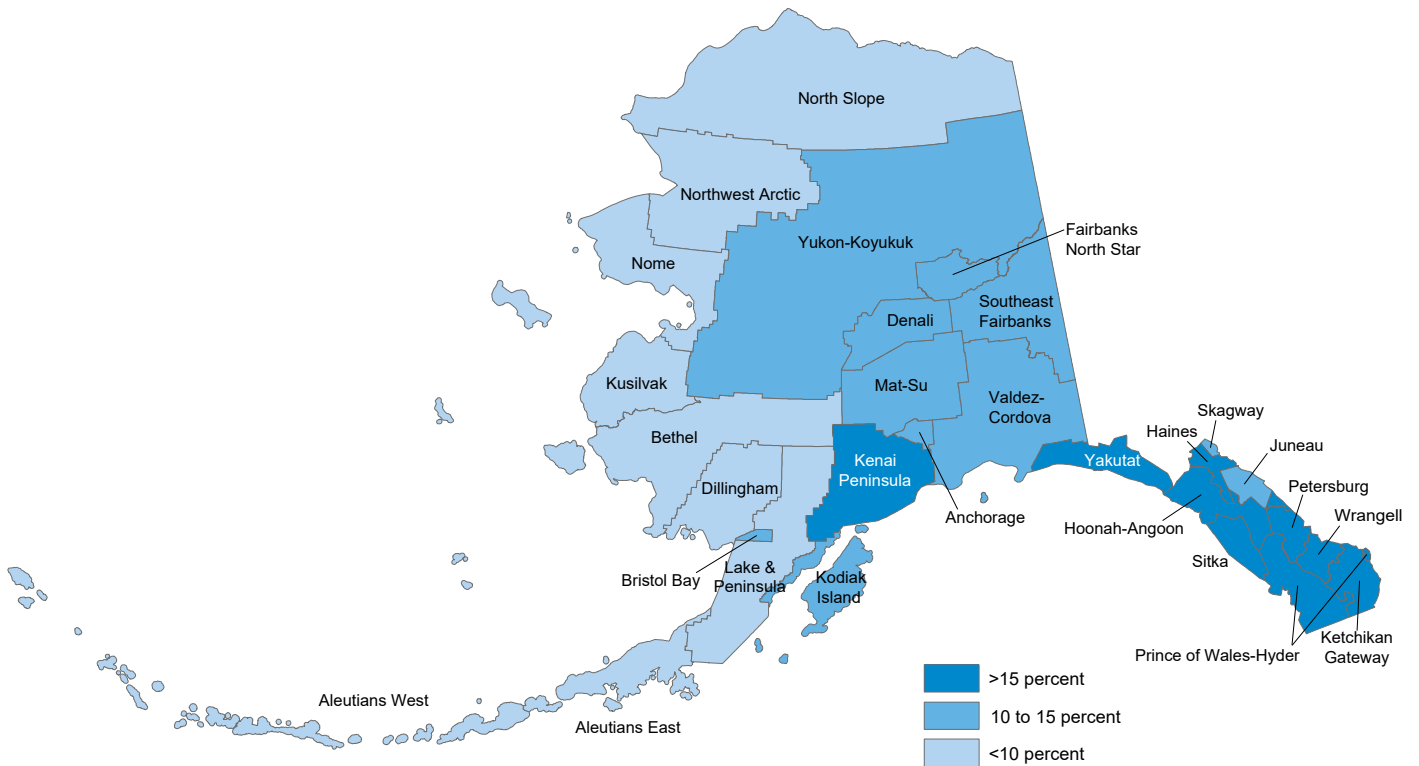 North Slope
Northwest Arctic
Fairbanks
North Star
Yukon-Koyukuk
Nome
Southeast
Fairbanks
Denali
Kusilvak
Mat-Su
Valdez-
Cordova
Skagway
Haines
Juneau
Bethel
Kenai
Peninsula
Yakutat
Dillingham
Petersburg
Anchorage
Wrangell
Hoonah-Angoon
Sitka
Bristol Bay
Lake &
Peninsula
Kodiak
Island
Ketchikan
Gateway
Prince of Wales-Hyder
Aleutians West
Aleutians East
>15 percent
10 to 15 percent
<10 percent